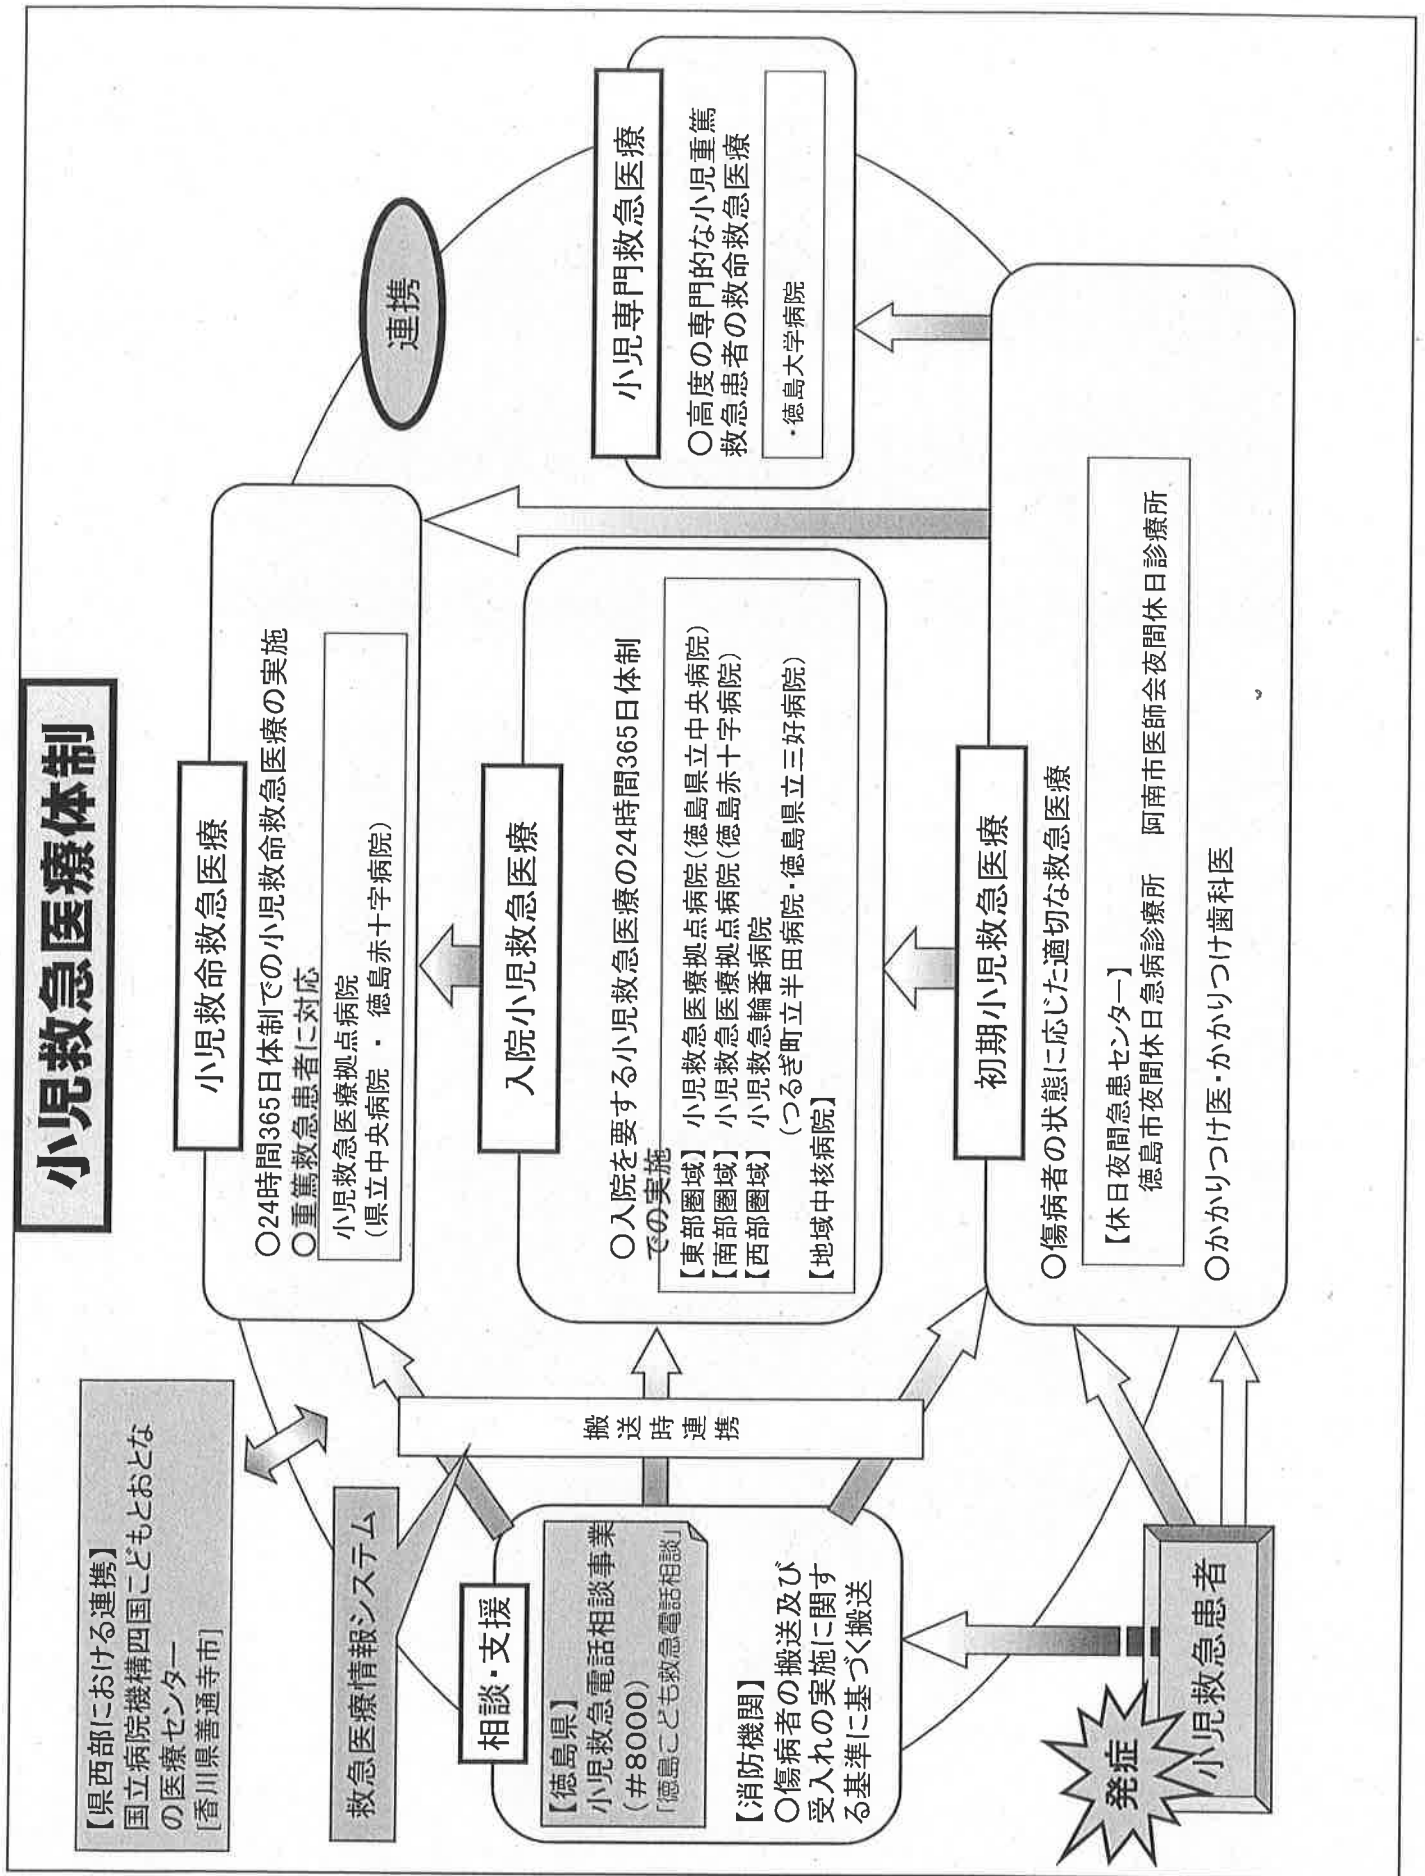 小児救急医療体制
【県西部における連携】
国立病院機構四国こどもとおとな
の医療センター
[香川県善通寺市]
救急医療情報システム
相談・支援
【徳島県】
小児救急電話相談事業
(#8000)
「徳島こども救急電話相談」
【消防機関】
○傷病者の搬送及び
受入れの実施に関す
る基準に基づく搬送
発症
小児救急患者
搬送時連携
小児救命救急医療
○24時間365日体制での小児救命救急医療の実施
○重篤救急患者に対応
小児救急医療拠点病院
(県立中央病院 ・ 徳島赤十字病院)
入院小児救急医療
○入院を要する小児救急医療の24時間365日体制
での実施
【東部圏域】 小児救急医療拠点病院(徳島県立中央病院)
【南部圏域】 小児救急医療拠点病院(徳島赤十字病院)
【西部圏域】 小児救急輪番病院
(つるぎ町立半田病院・徳島県立三好病院)
【地域中核病院】
初期小児救急医療
○傷病者の状態に応じた適切な救急医療
【休日夜間急患センター】
徳島市夜間休日急病診療所 阿南市医師会夜間休日診療所
○かかりつけ医・かかりつけ歯科医
連携
小児専門救急医療
○高度の専門的な小児重篤
救急患者の救命救急医療
・徳島大学病院